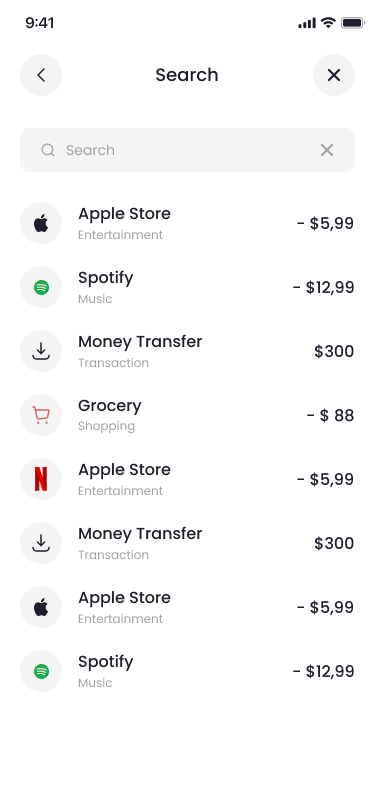 9:41
Search
Search
Apple Store
- $5,99
Entertainment
Spotify
- $12,99
Music
Money Transfer
$300
Transaction
Grocery
- $ 88
Shopping
Apple Store
- $5,99
Entertainment
Money Transfer
$300
Transaction
Apple Store
- $5,99
Entertainment
Spotify
- $12,99
Music